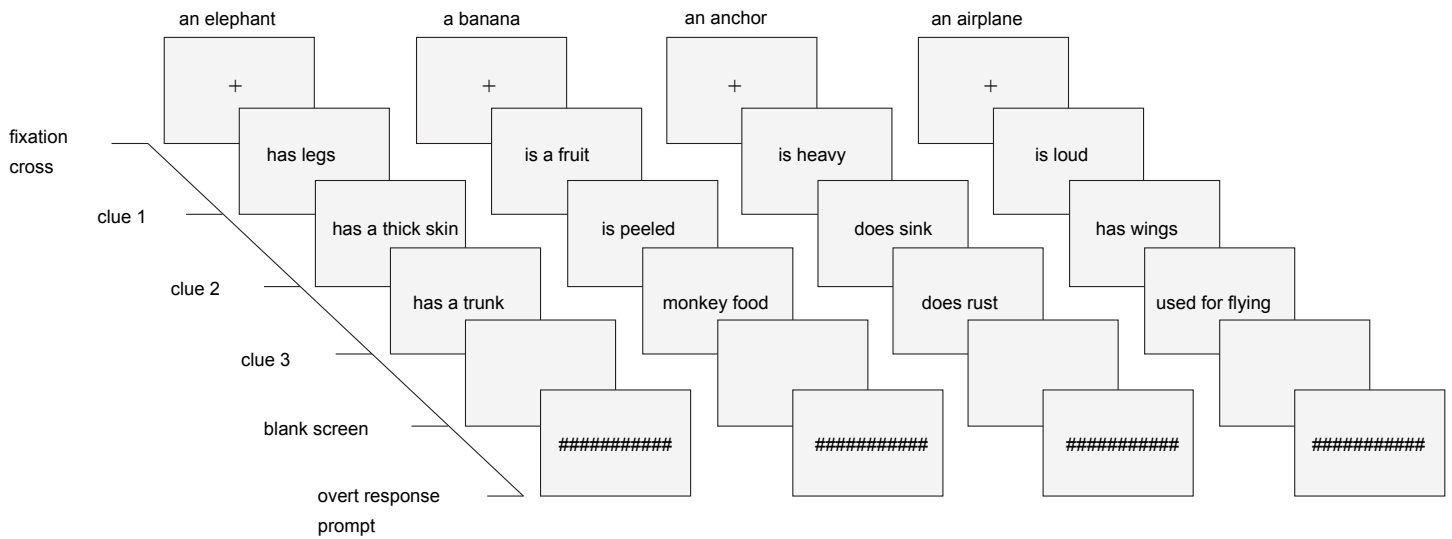 an elephant
a banana
an anchor
an airplane
+
+
+
+
fixation
cross
has legs
is a fruit
is heavy
is loud
clue 1
has a thick skin
is peeled
does sink
has wings
clue 2
has a trunk
monkey food
does rust
used for flying
clue 3
blank screen
###########
###########
###########
###########
overt response
prompt